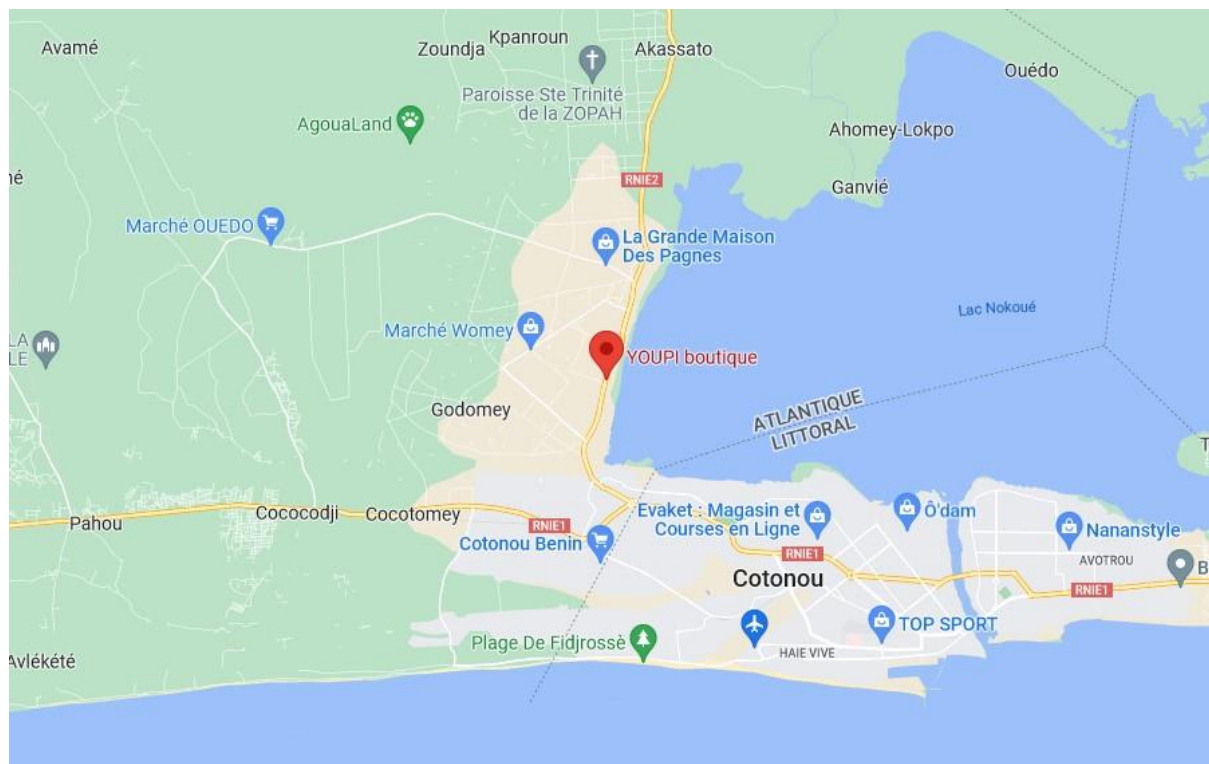 Avamé
Zoundja
Kpanroun
Akassato
Ouédo
Paroisse Ste Trinité
de la ZOPAH
AgouaLand
Ahomey-Lokpo
Ganvié
RNIE2
Marché OUEDO
La Grande Maison
Des Pagnes
Lac Nokoué
Marché Womey
YOUPI boutique
Godomey
ATLANTIQUE
LITTORAL
Pahou
Cococodji
Cocotomey
RNIE1
Cotonou Benin
Evaket : Magasin et
Courses en Ligne
Ô'dam
Nananstyle
RNIE1
AVOTROU
Cotonou
RNIE1
TOP SPORT
Plage De Fidjrossè
HAIE VIVE
Avlékété